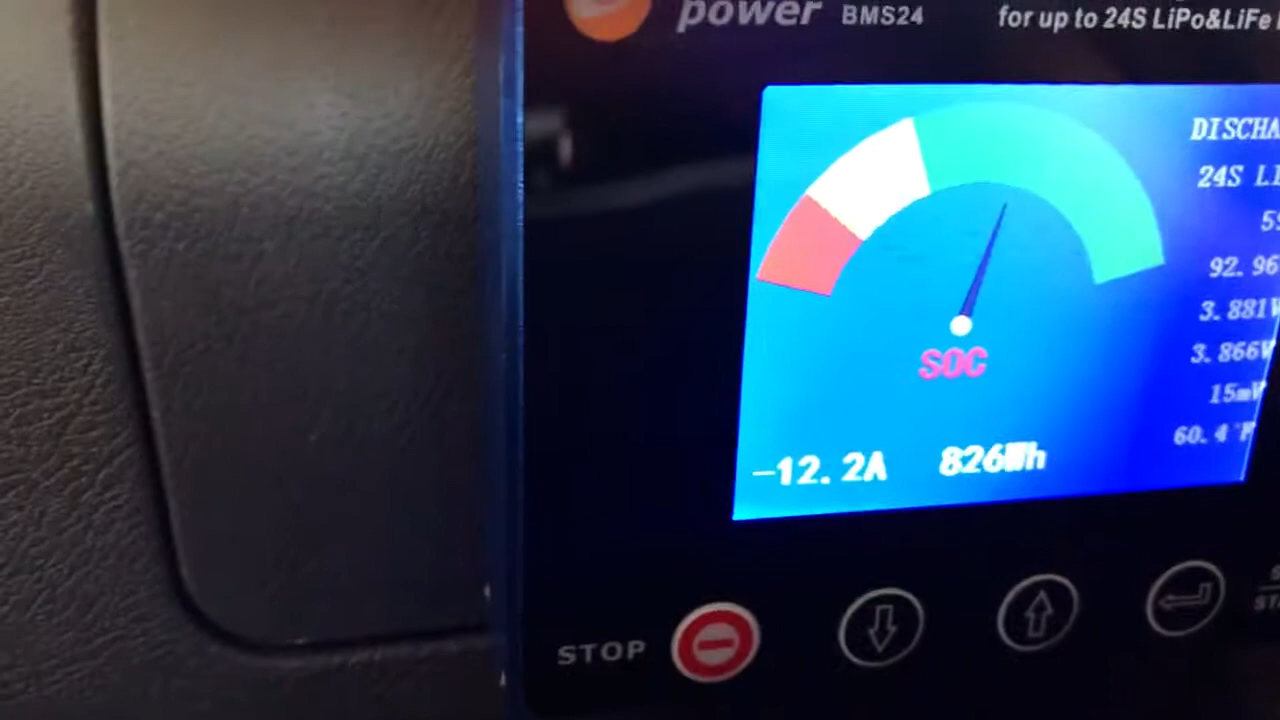 power BMS24
for up to 24S LiPo&LiFe
DISCHA
24S LI
92.96
3.881V
3.866V
15mV
60.4°F
SOC
-12.2A 826Wh
STOP